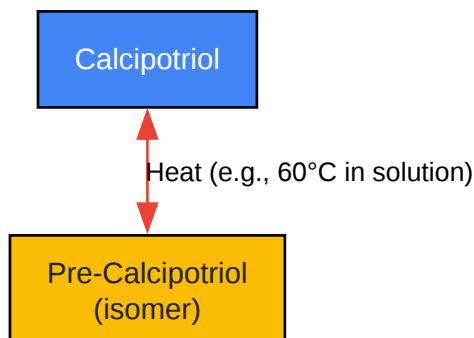 Calcipotriol
Heat (e.g., 60°C in solution)
Pre-Calcipotriol
(isomer)